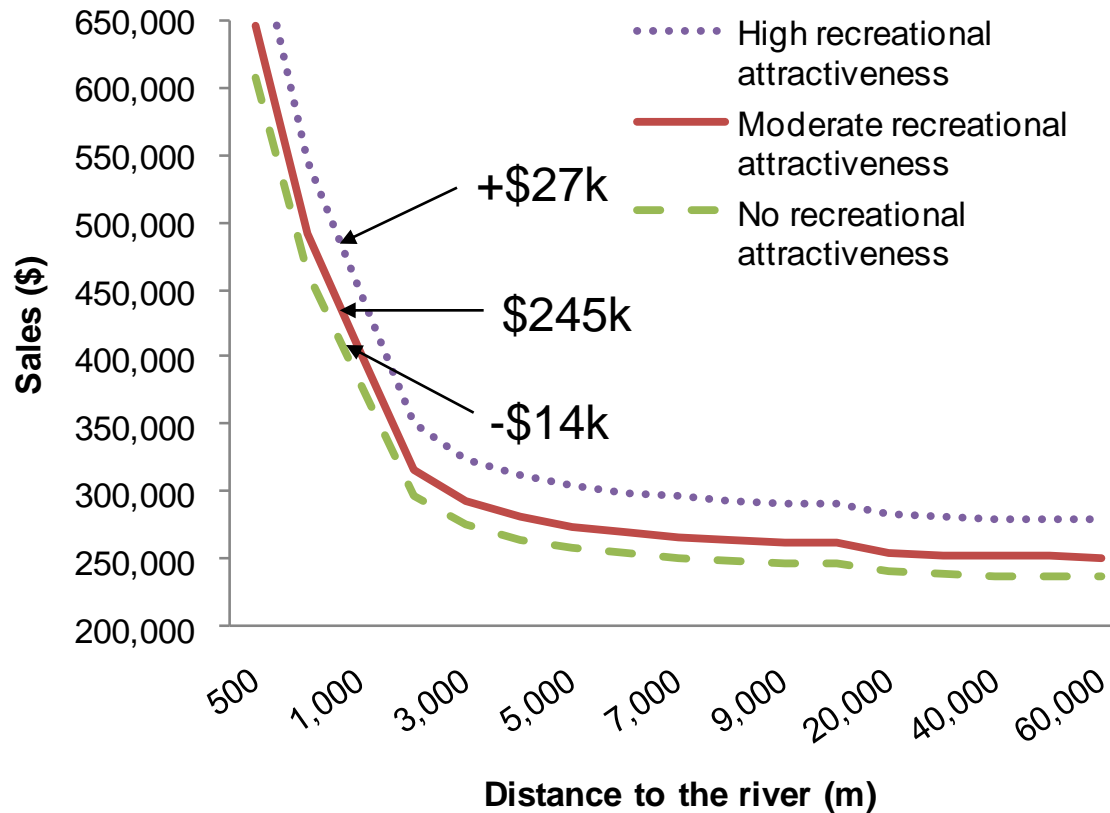 650,000
600,000
550,000
500,000
450,000
400,000
350,000
300,000
250,000
200,000
Sales ($)
High recreational
attractiveness
Moderate recreational
attractiveness
No recreational
attractiveness
+$27k
$245k
-$14k
500
1,000
3,000
5,000
7,000
9,000
20,000
40,000
60,000
Distance to the river (m)